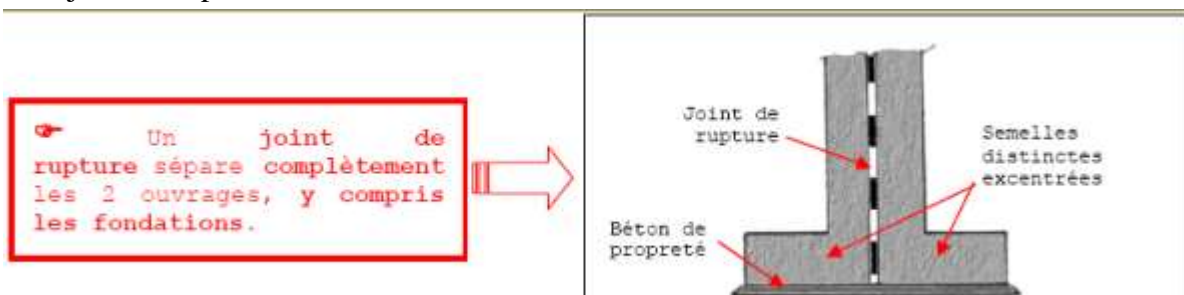 ☞ Un joint de
rupture sépare complètement
les 2 ouvrages, y compris
les fondations.
Joint de
rupture
Semelles
distinctes
excentrées
Béton de
propreté